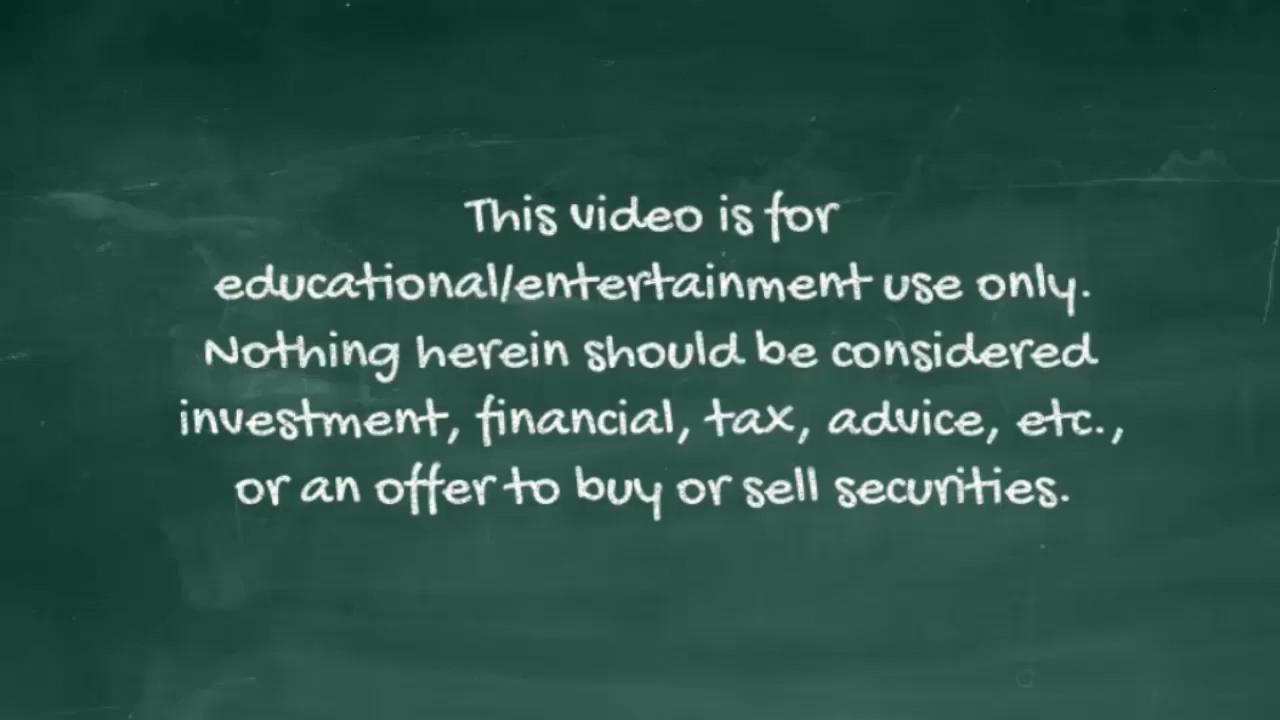 This video is for
educational/entertainment use only.
Nothing herein should be considered
investment, financial, tax, advice, etc.,
or an offer to buy or sell securities.